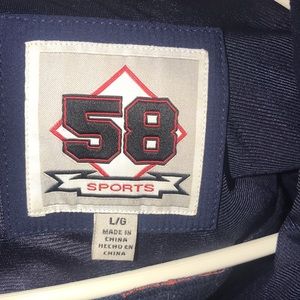 58
SPORTS
L/G
MADE IN
CHINA
HECHO EN
CHINA